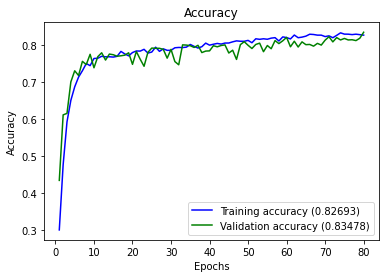 Accuracy
0.8
0.7
0.6
0.5
0.4
0.3
Accuracy
Training accuracy (0.82693)
Validation accuracy (0.83478)
0 10 20 30 40 50 60 70 80
Epochs